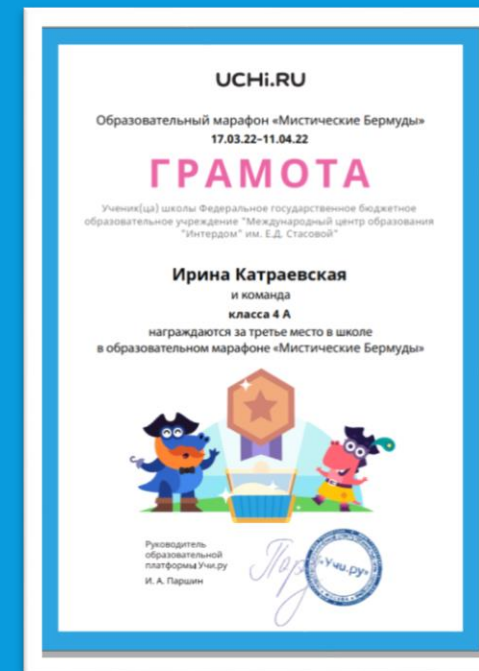 UCHi.RU
Образовательный марафон «Мистические Бермуды»
17.03.22–11.04.22
ГРАМОТА
Ученик(ца) школы Федеральное государственное бюджетное
образовательное учреждение "Международный центр образования
"Интердом" им. Е.Д. Стасовой"
Ирина Катраевская
и команда
класса 4 А
награждаются за третье место в школе
в образовательном марафоне «Мистические Бермуды»
Руководитель
образовательной
платформы Учи.ру
И. А. Паршин
«Учи.ру»